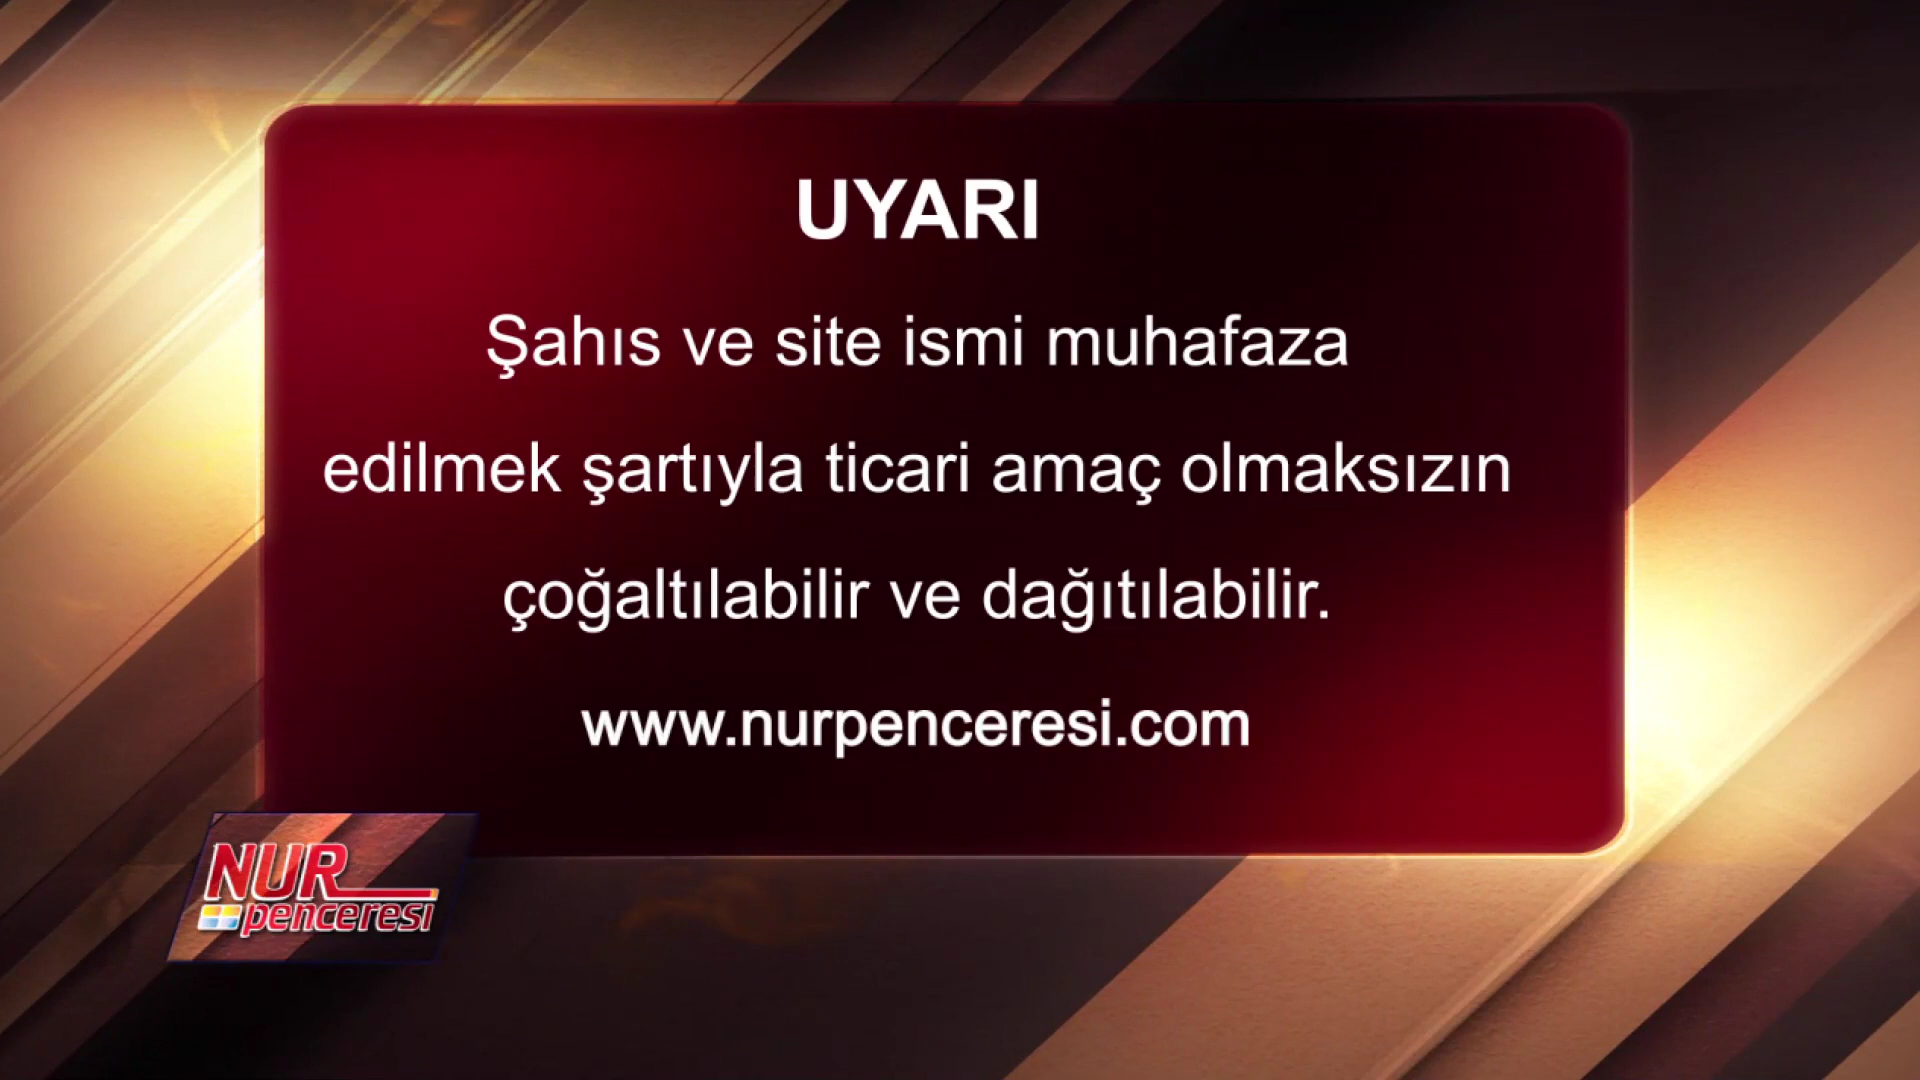 UYARI
Şahıs ve site ismi muhafaza
edilmek şartıyla ticari amaç olmaksızın
çoğaltılabilir ve dağıtılabilir.
www.nurpenceresi.com
NUR
penceresi